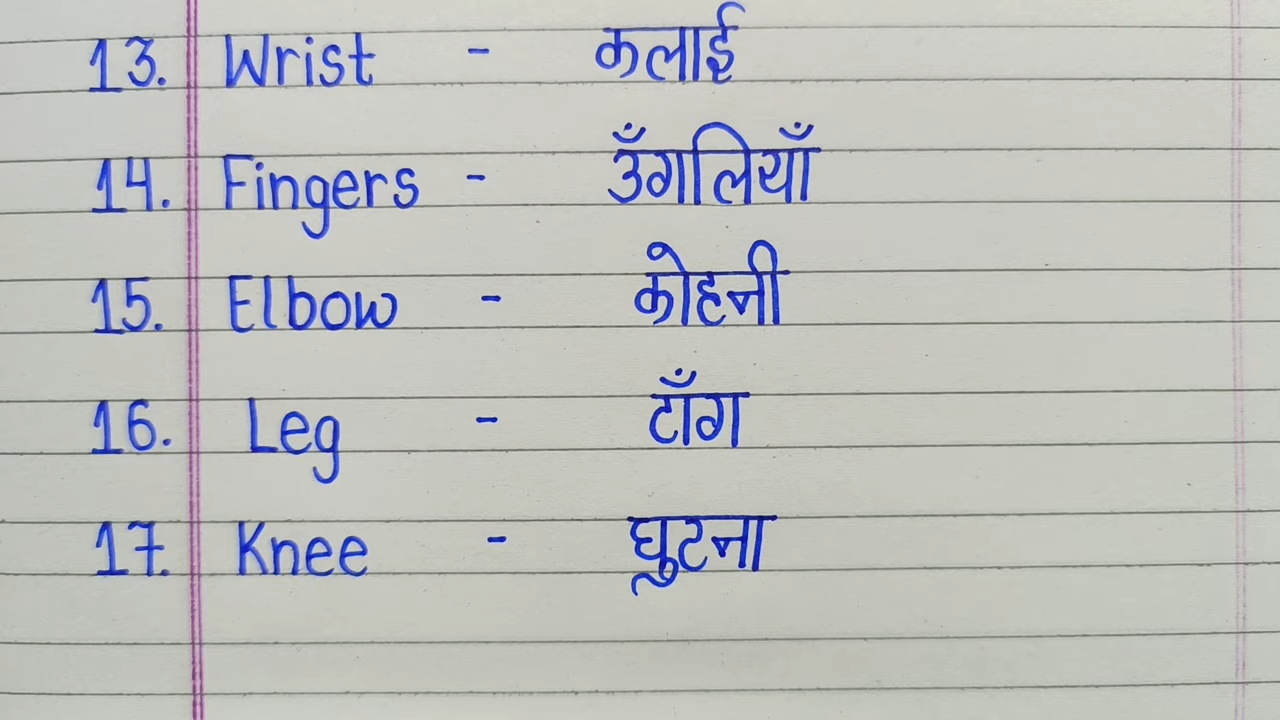 13. Wrist - कलाई
14. Fingers - उँगलियाँ
15. Elbow - कोहनी
16. Leg - टाँग
17. Knee - घुटना